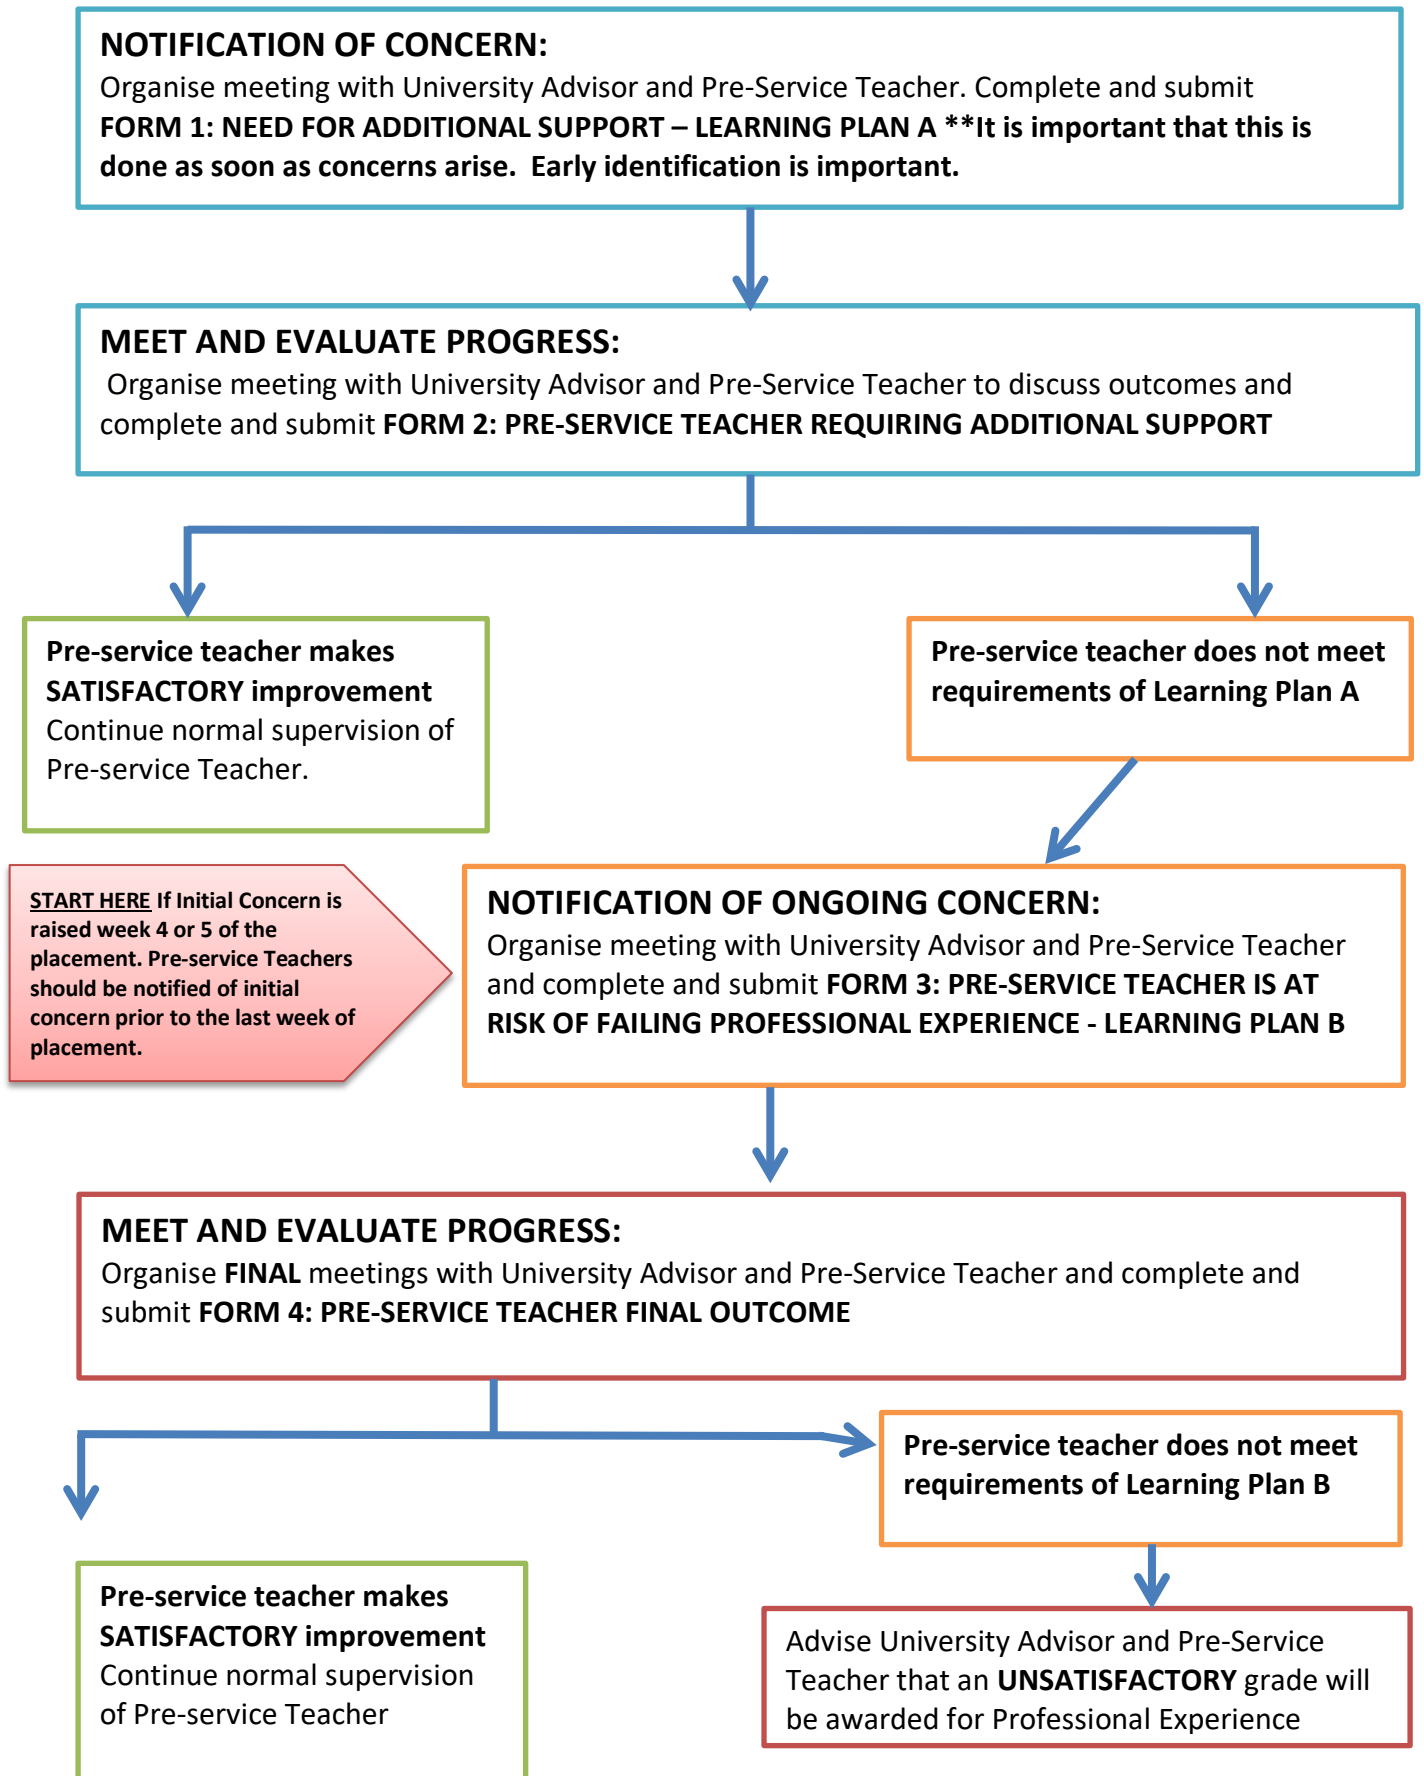 NOTIFICATION OF CONCERN:
Organise meeting with University Advisor and Pre-Service Teacher. Complete and submit
FORM 1: NEED FOR ADDITIONAL SUPPORT – LEARNING PLAN A **It is important that this is
done as soon as concerns arise.  Early identification is important.
MEET AND EVALUATE PROGRESS:
Organise meeting with University Advisor and Pre-Service Teacher to discuss outcomes and
complete and submit FORM 2: PRE-SERVICE TEACHER REQUIRING ADDITIONAL SUPPORT
Pre-service teacher makes
SATISFACTORY improvement
Continue normal supervision of
Pre-service Teacher.
Pre-service teacher does not meet
requirements of Learning Plan A
START HERE If Initial Concern is
raised week 4 or 5 of the
placement. Pre-service Teachers
should be notified of initial
concern prior to the last week of
placement.
NOTIFICATION OF ONGOING CONCERN:
Organise meeting with University Advisor and Pre-Service Teacher
and complete and submit FORM 3: PRE-SERVICE TEACHER IS AT
RISK OF FAILING PROFESSIONAL EXPERIENCE - LEARNING PLAN B
MEET AND EVALUATE PROGRESS:
Organise FINAL meetings with University Advisor and Pre-Service Teacher and complete and
submit FORM 4: PRE-SERVICE TEACHER FINAL OUTCOME
Pre-service teacher does not meet
requirements of Learning Plan B
Pre-service teacher makes
SATISFACTORY improvement
Continue normal supervision
of Pre-service Teacher
Advise University Advisor and Pre-Service
Teacher that an UNSATISFACTORY grade will
be awarded for Professional Experience